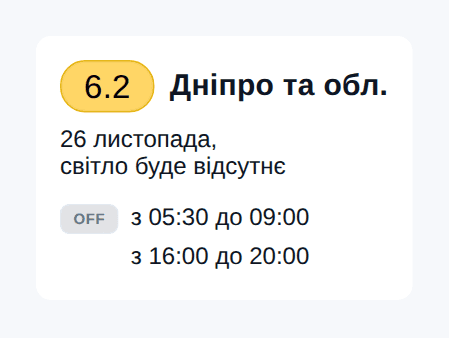 6.2 Дніпро та обл.
26 листопада,
світло буде відсутнє
OFF з 05:30 до 09:00
з 16:00 до 20:00